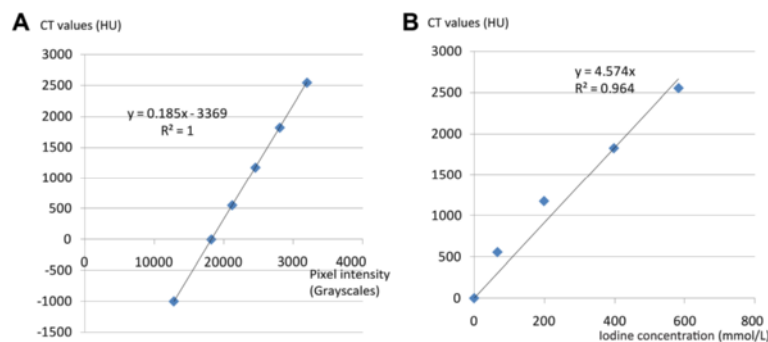 A CT values (HU)
3000
2500
2000
1500
1000
500
0
-500
-1000
-1500
0 10000 20000 30000 4000
y = 0.185x - 3369
R² = 1
Pixel intensity
(Grayscales)
B CT values (HU)
3000
2500
2000
1500
1000
500
0
0 200 400 600 800
y = 4.574x
R² = 0.964
Iodine concentration (mmol/L)